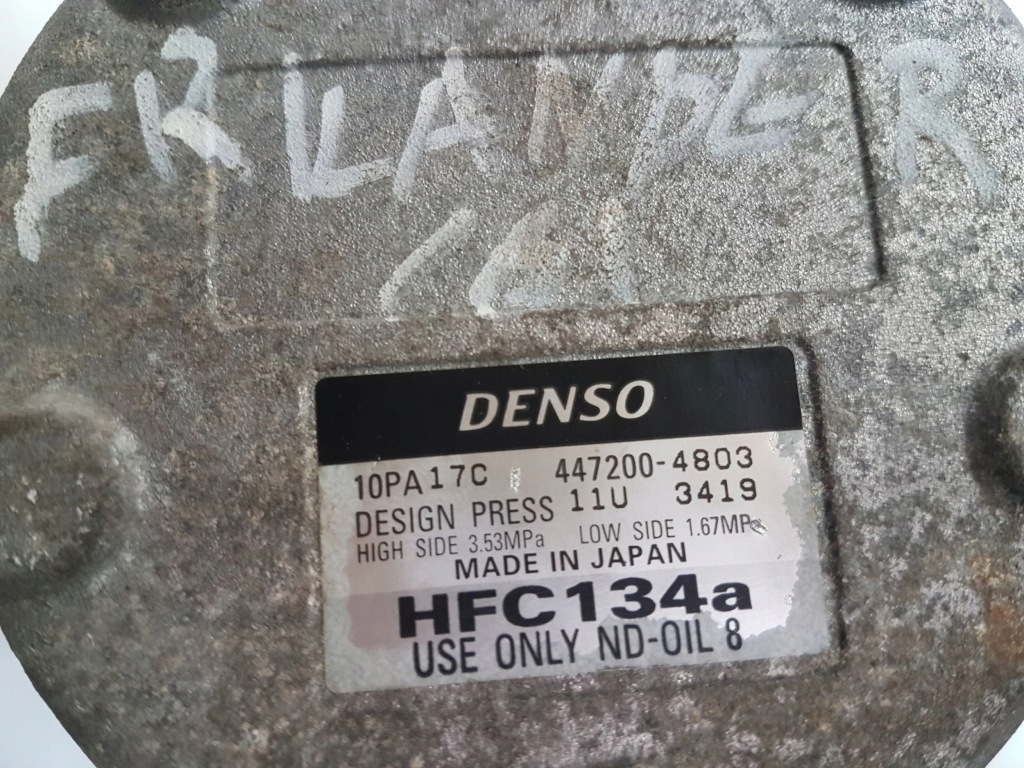 FRLANDER
1.8I
DENSO
10PA17C 447200-4803
DESIGN PRESS 11U 3419
HIGH SIDE 3.53MPa LOW SIDE 1.67MPa
MADE IN JAPAN
HFC134a
USE ONLY ND-OIL 8